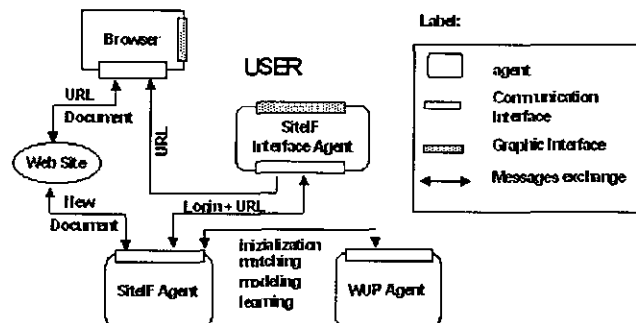 Browser
USER
URL
Document
URL
SiteIF
Interface Agent
Web Site
New
Document
Login + URL
inizialization
matching
modeling
learning
SiteIF Agent
WUP Agent
Label:
agent
Communication
Interface
Graphic Interface
Messages exchange